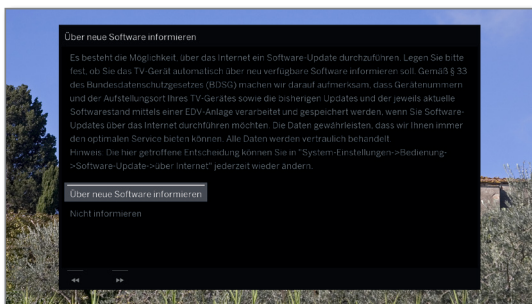 Über neue Software informieren
Es besteht die Möglichkeit, über das Internet ein Software-Update durchzuführen. Legen Sie bitte
fest, ob Sie das TV-Gerät automatisch über neu verfügbare Software informieren soll. Gemäß § 33
des Bundesdatenschutzgesetzes (BDSG) machen wir darauf aufmerksam, dass Gerätenummern
und der Aufstellungsort Ihres TV-Gerätes sowie die bisherigen Updates und der jeweils aktuelle
Softwarestand mittels einer EDV-Anlage verarbeitet und gespeichert werden, wenn Sie Software-
Updates über das Internet durchführen möchten. Die Daten gewährleisten, dass wir Ihnen immer
den optimalen Service bieten können. Alle Daten werden vertraulich behandelt.
Hinweis: Die hier getroffene Entscheidung können Sie in "System-Einstellungen->Bedienung-
->Software-Update->über Internet" jederzeit wieder ändern.
Über neue Software informieren
Nicht informieren